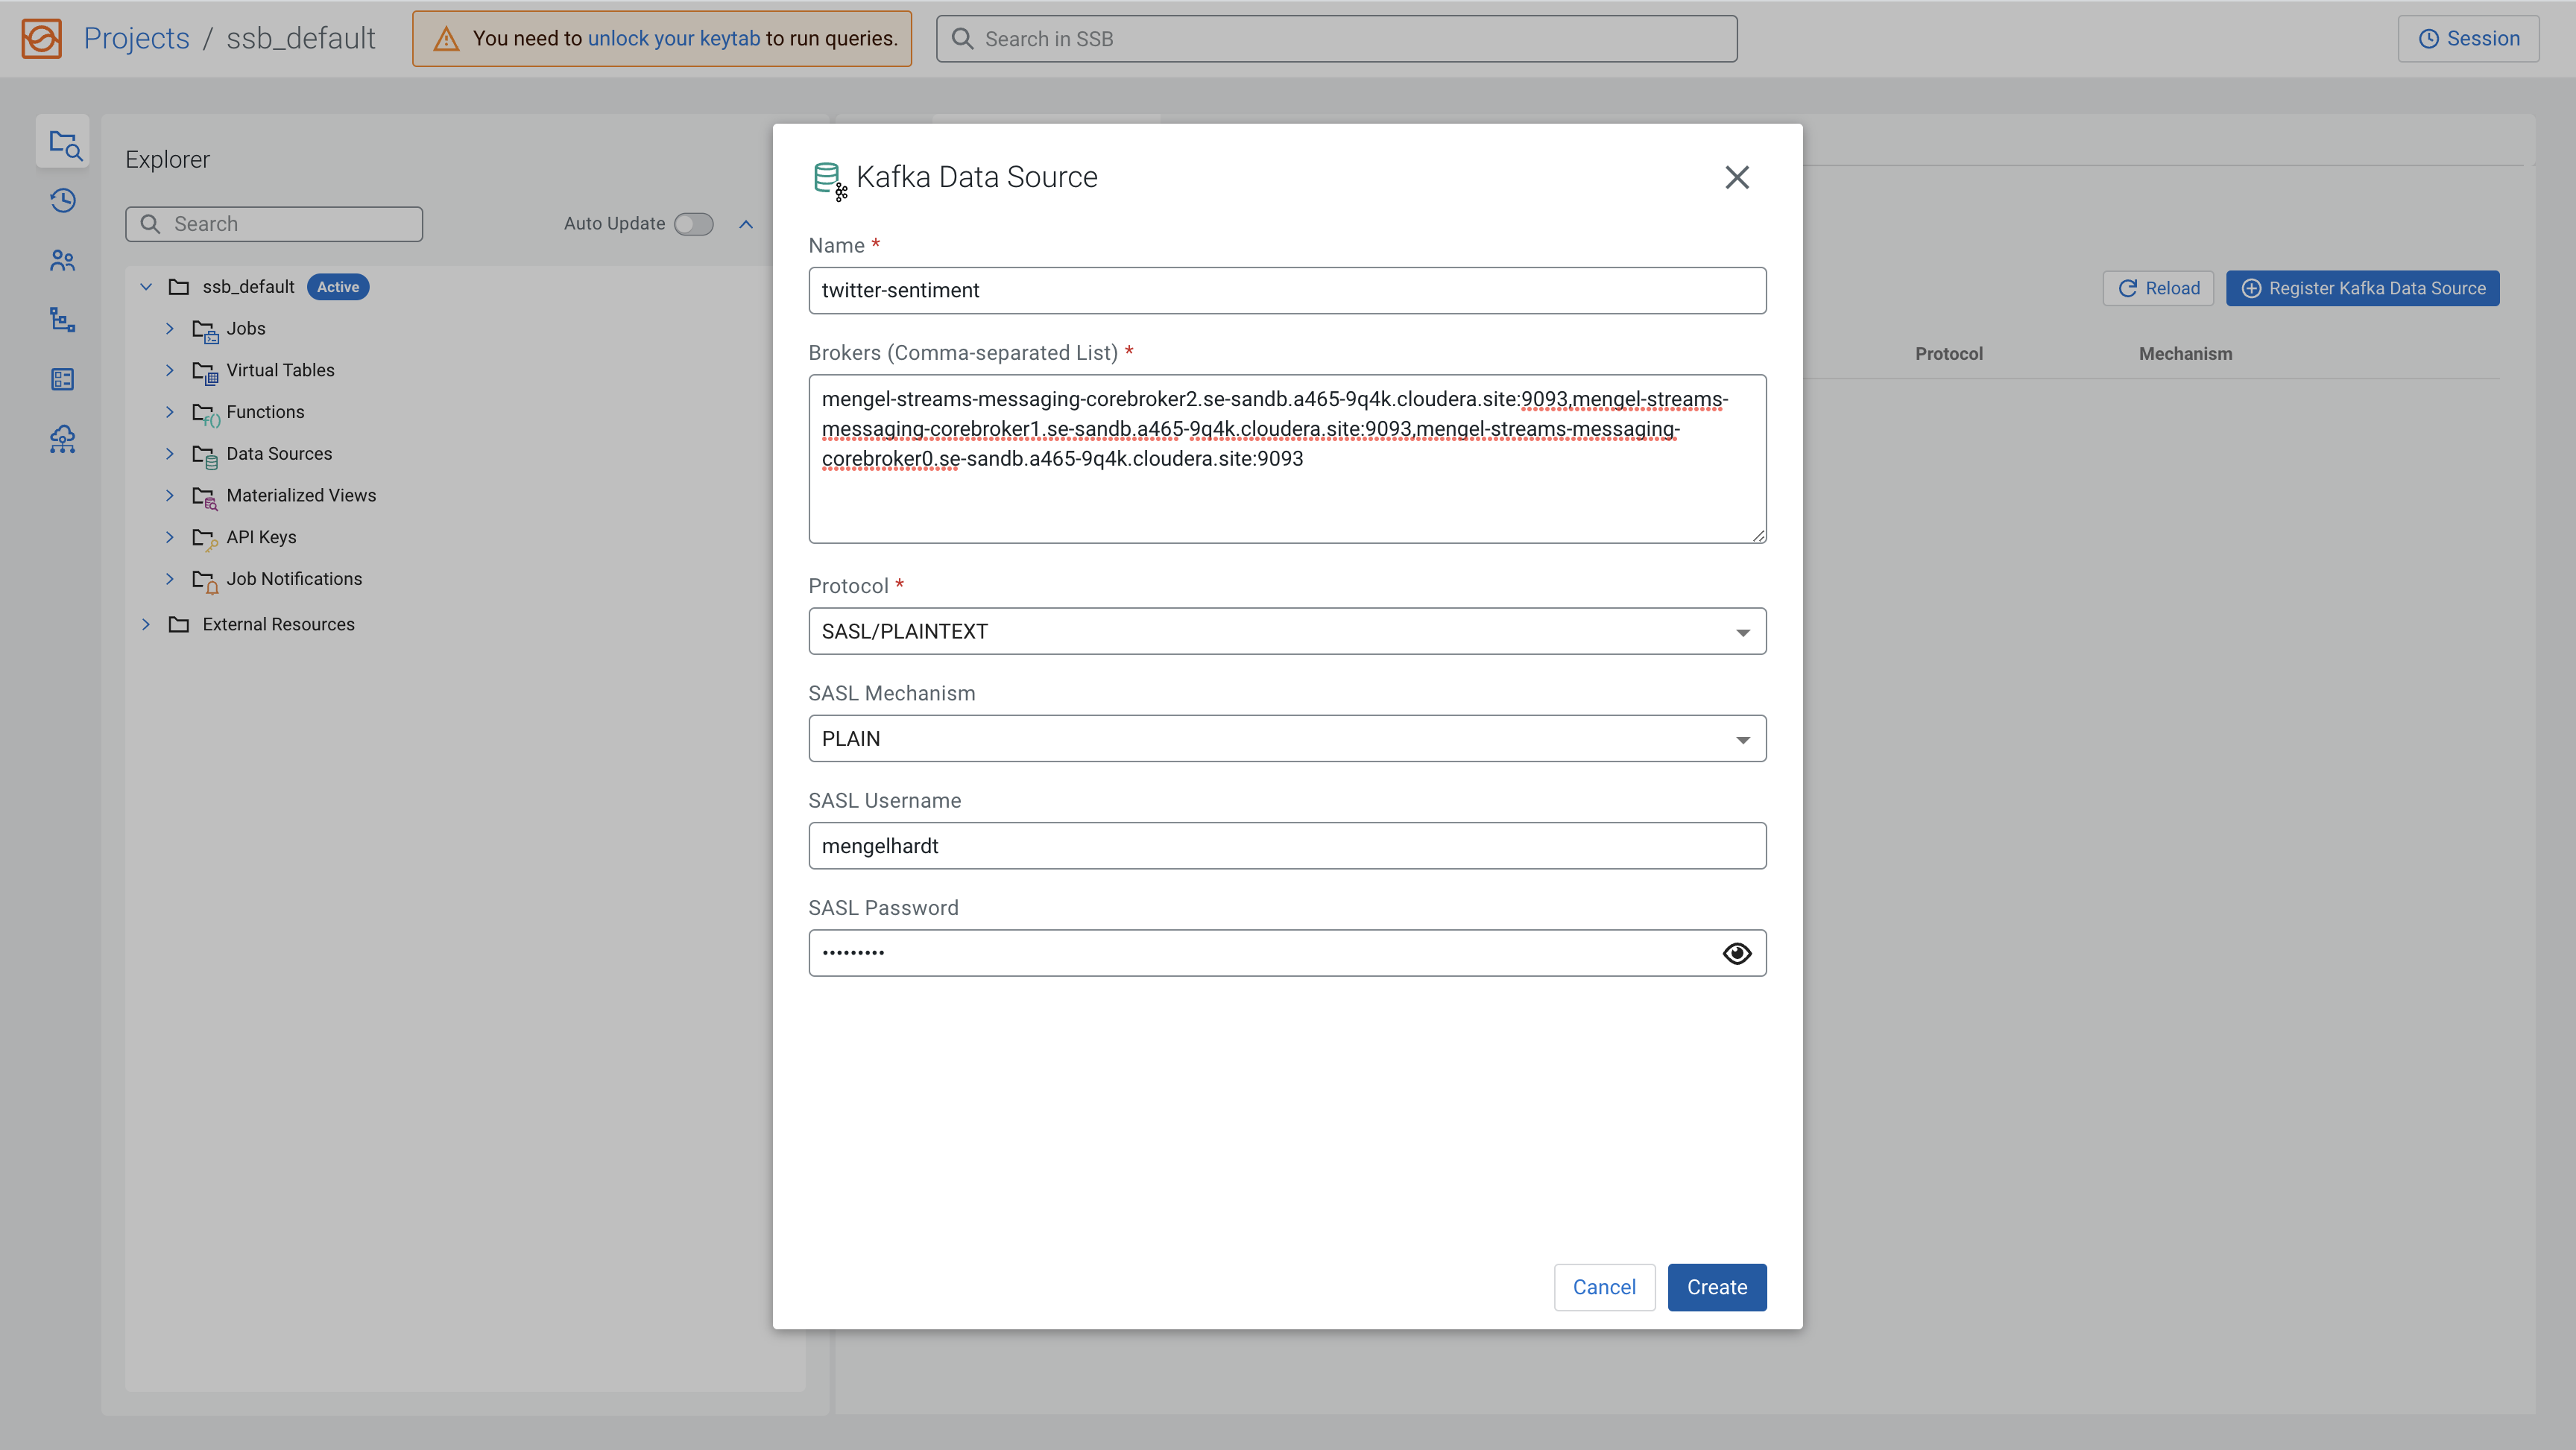 Projects / ssb_default
You need to unlock your keytab to run queries.
Search in SSB
Session
Explorer
Search
Auto Update
ssb_default Active
Jobs
Virtual Tables
Functions
Data Sources
Materialized Views
API Keys
Job Notifications
External Resources
Reload
Register Kafka Data Source
Protocol
Mechanism
Kafka Data Source
Name *
twitter-sentiment
Brokers (Comma-separated List) *
mengel-streams-messaging-corebroker2.se-sandb.a465-9q4k.cloudera.site:9093,mengel-streams-
messaging-corebroker1.se-sandb.a465-9q4k.cloudera.site:9093,mengel-streams-messaging-
corebroker0.se-sandb.a465-9q4k.cloudera.site:9093
Protocol *
SASL/PLAINTEXT
SASL Mechanism
PLAIN
SASL Username
mengelhardt
SASL Password
•••••••••
Cancel
Create